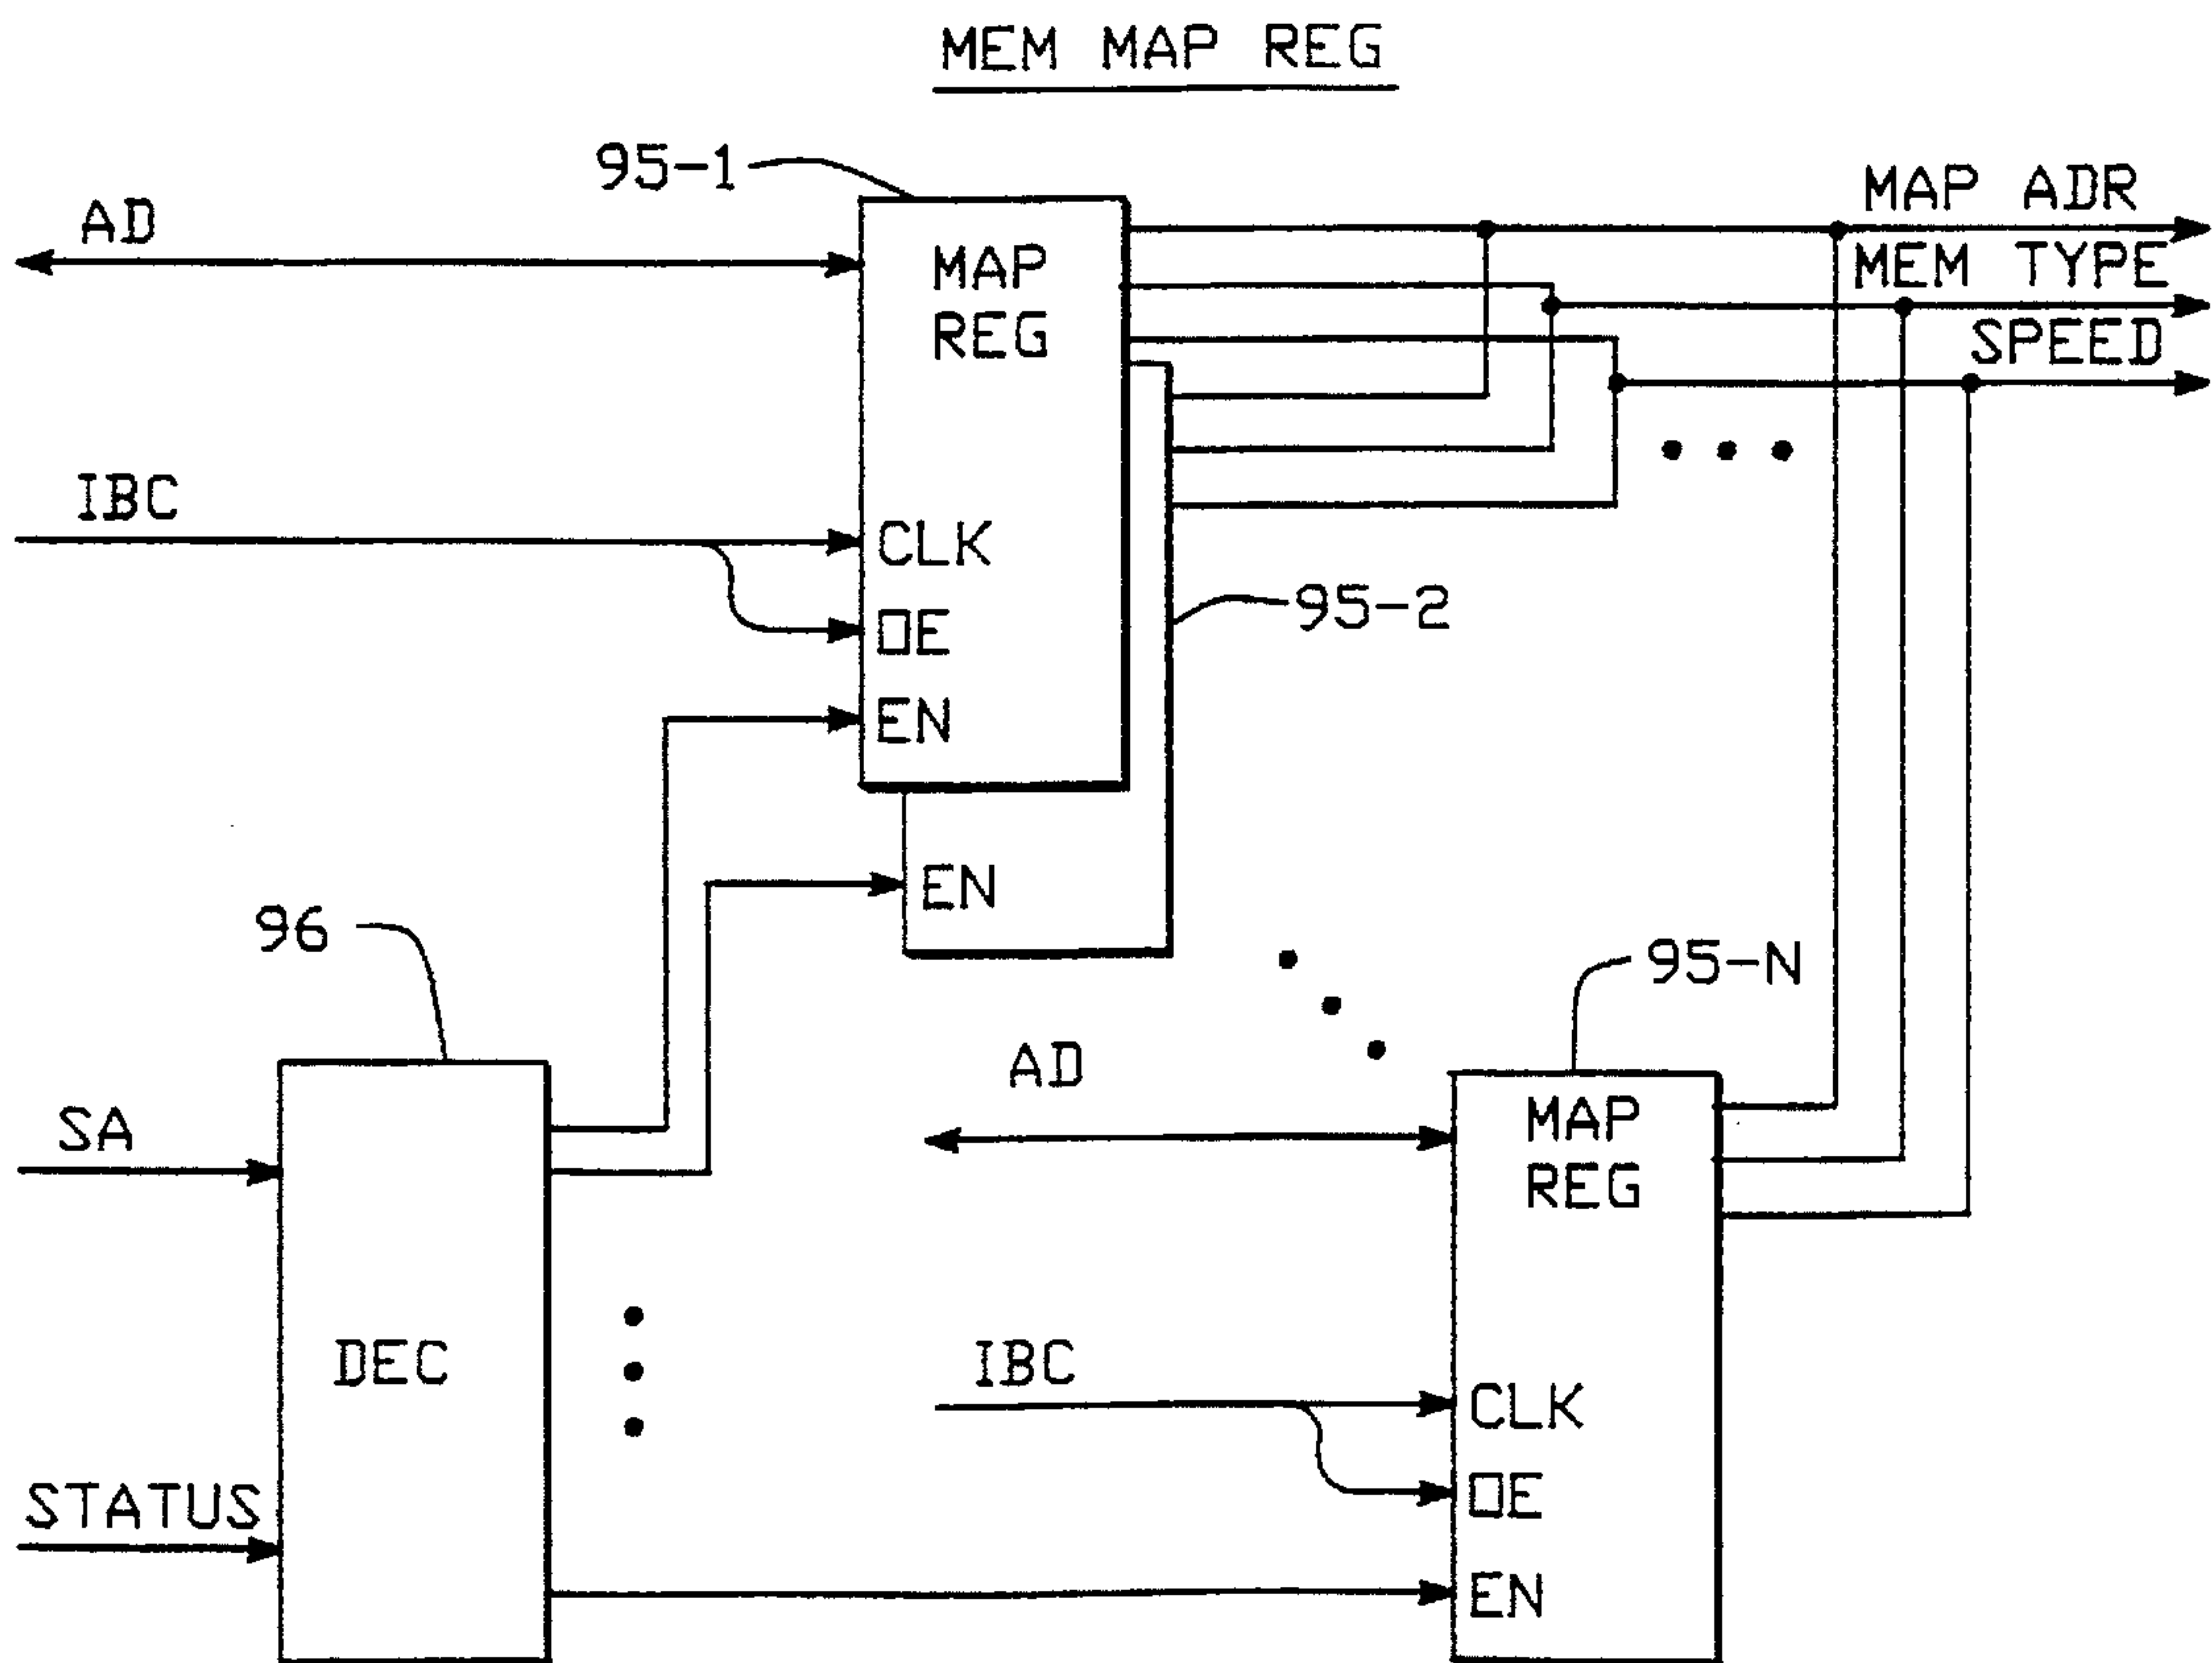 MEM MAP REG
95-1
MAP ADR
AD
MEM TYPE
MAP
REG
SPEED
IBC
CLK
OE
95-2
EN
EN
96
95-N
AD
SA
MAP
REG
DEC
IBC
CLK
STATUS
OE
EN